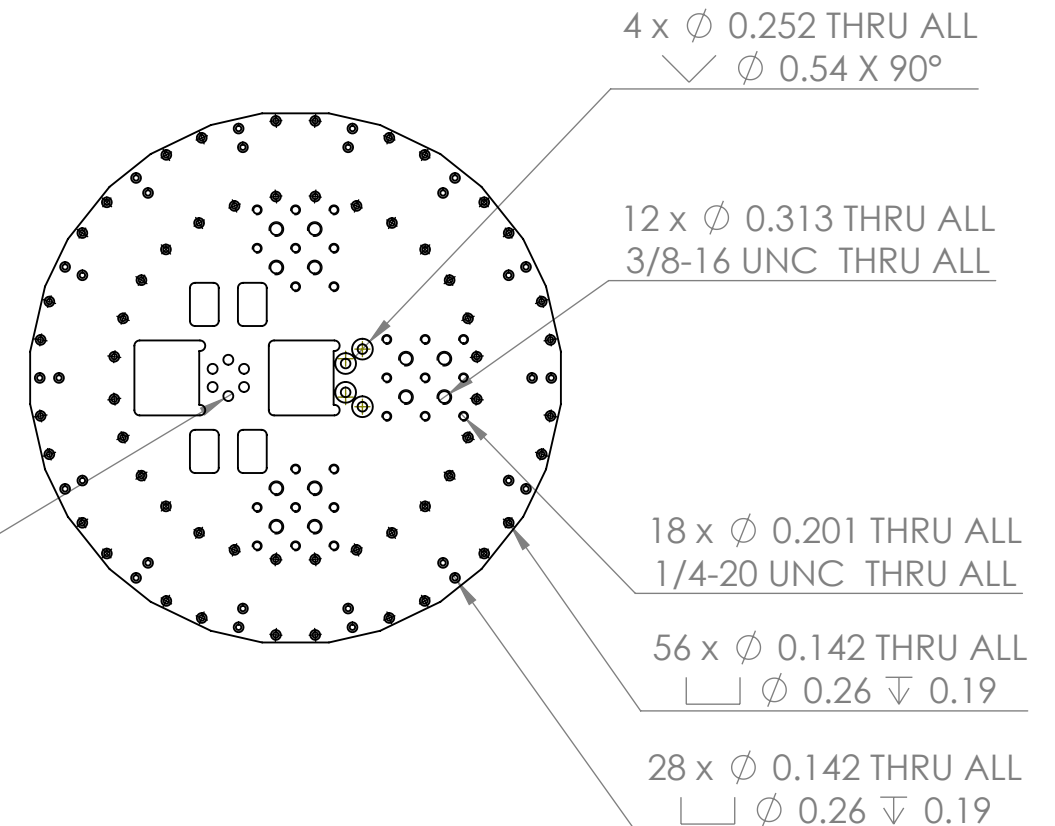 4 x ⌀ 0.252 THRU ALL
⌵ ⌀ 0.54 X 90°
12 x ⌀ 0.313 THRU ALL
3/8-16 UNC THRU ALL
18 x ⌀ 0.201 THRU ALL
1/4-20 UNC THRU ALL
56 x ⌀ 0.142 THRU ALL
⌴ ⌀ 0.26 ↧ 0.19
28 x ⌀ 0.142 THRU ALL
⌴ ⌀ 0.26 ↧ 0.19